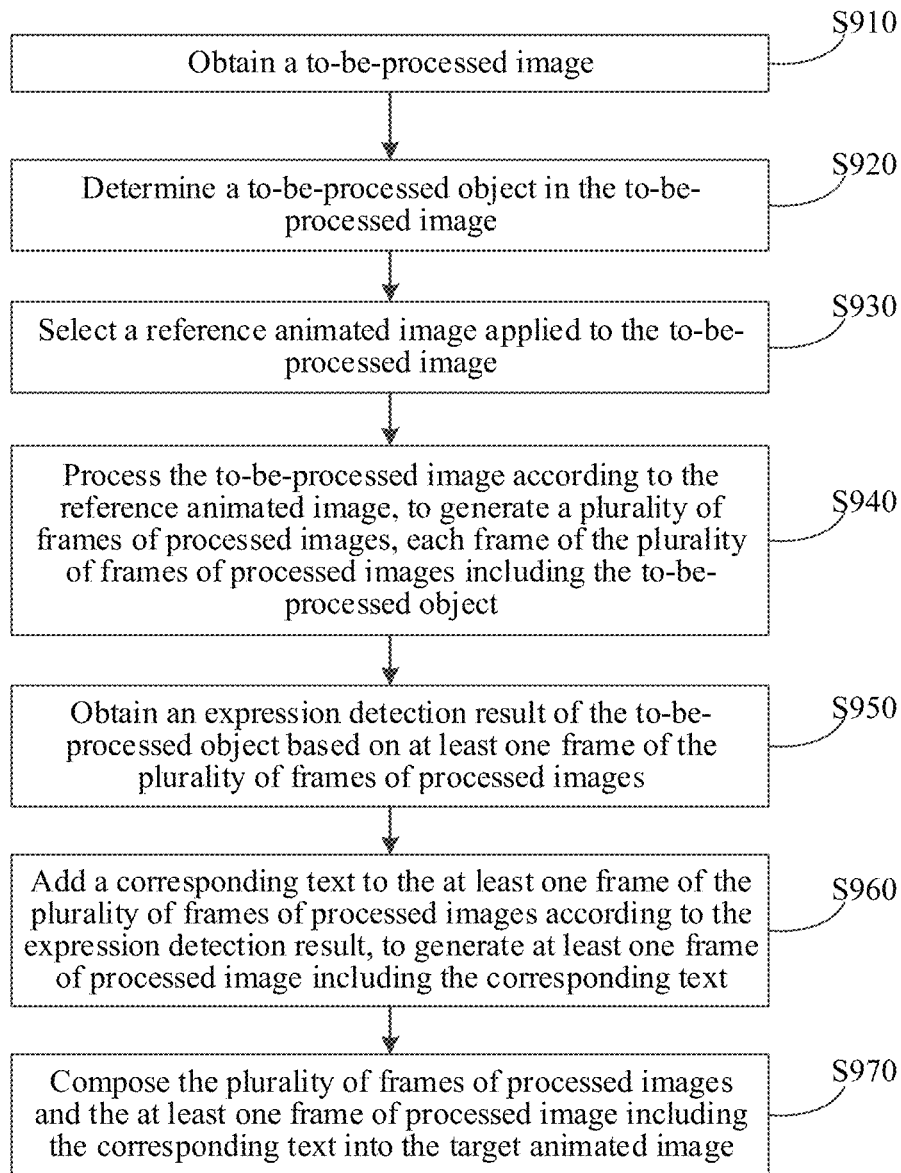 S910
Obtain a to-be-processed image
S920
Determine a to-be-processed object in the to-be-
processed image
S930
Select a reference animated image applied to the to-be-
processed image
Process the to-be-processed image according to the
reference animated image, to generate a plurality of
frames of processed images, each frame of the plurality
of frames of processed images including the to-be-
processed object
S940
Obtain an expression detection result of the to-be-
processed object based on at least one frame of the
plurality of frames of processed images
S950
Add a corresponding text to the at least one frame of the
plurality of frames of processed images according to the
expression detection result, to generate at least one frame
of processed image including the corresponding text
S960
Compose the plurality of frames of processed images
and the at least one frame of processed image including
the corresponding text into the target animated image
S970